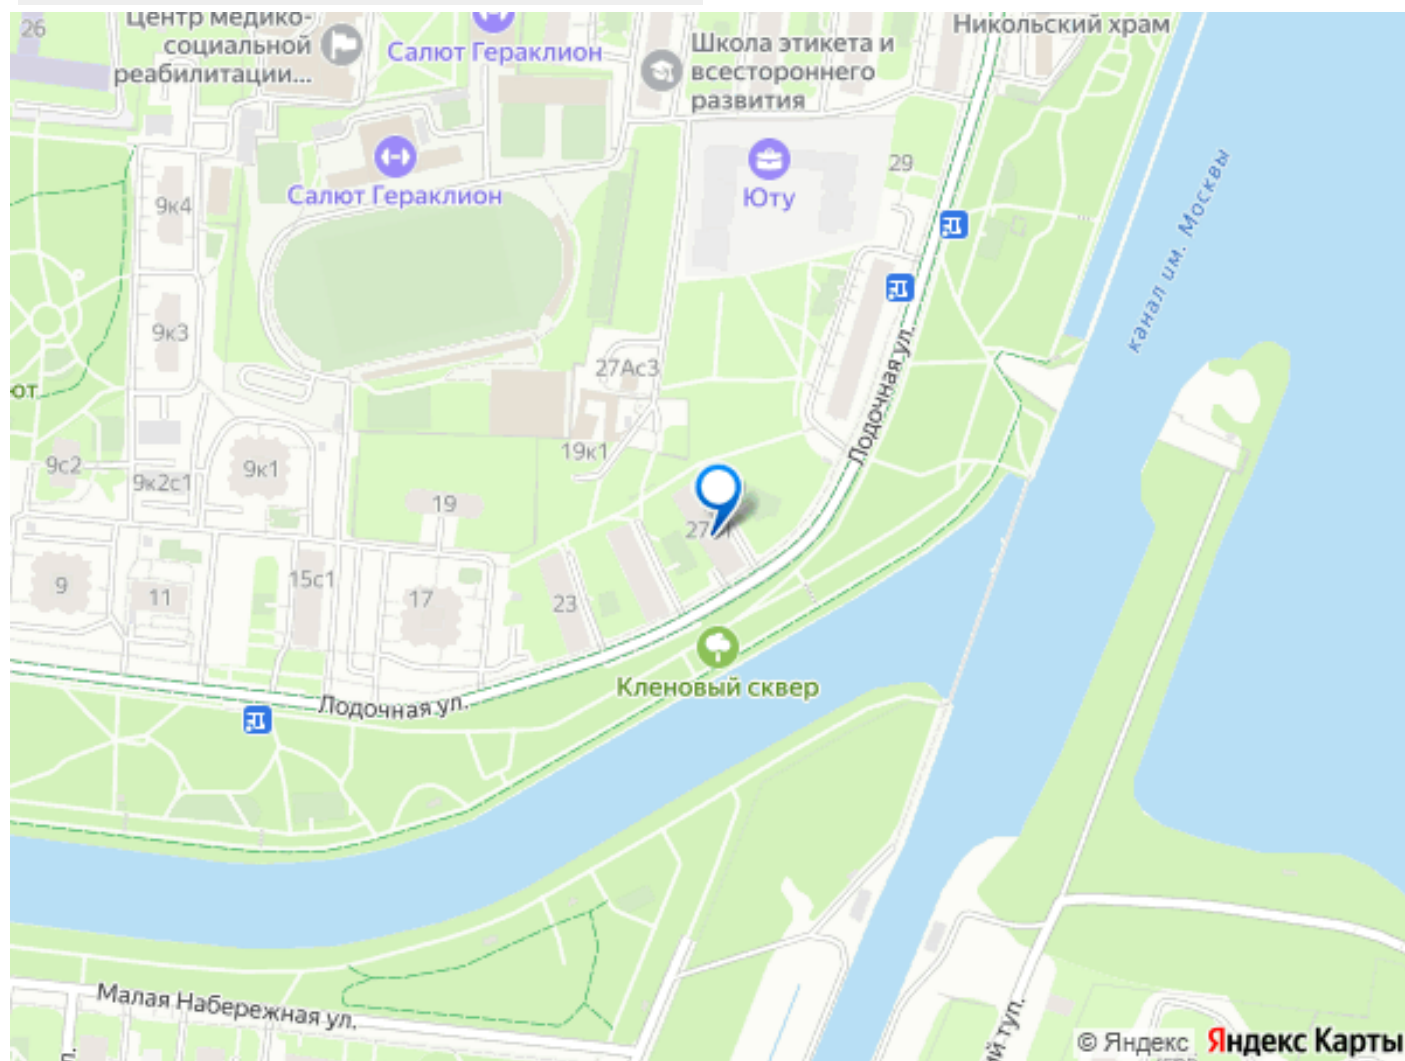 26
Центр медико-
социальной
реабилитации...
Салют Гераклион
Школа этикета и
всестороннего
развития
Никольский храм
Салют Гераклион
Юту
29
9к4
9к3
канал им. Москвы
27Ас3
Лодочная ул.
ют
9с2
9к2с1
9к1
19к1
19
9
11
15с1
17
23
Кленовый сквер
Лодочная ул.
Малая Набережная ул.
© Яндекс
Яндекс Карты